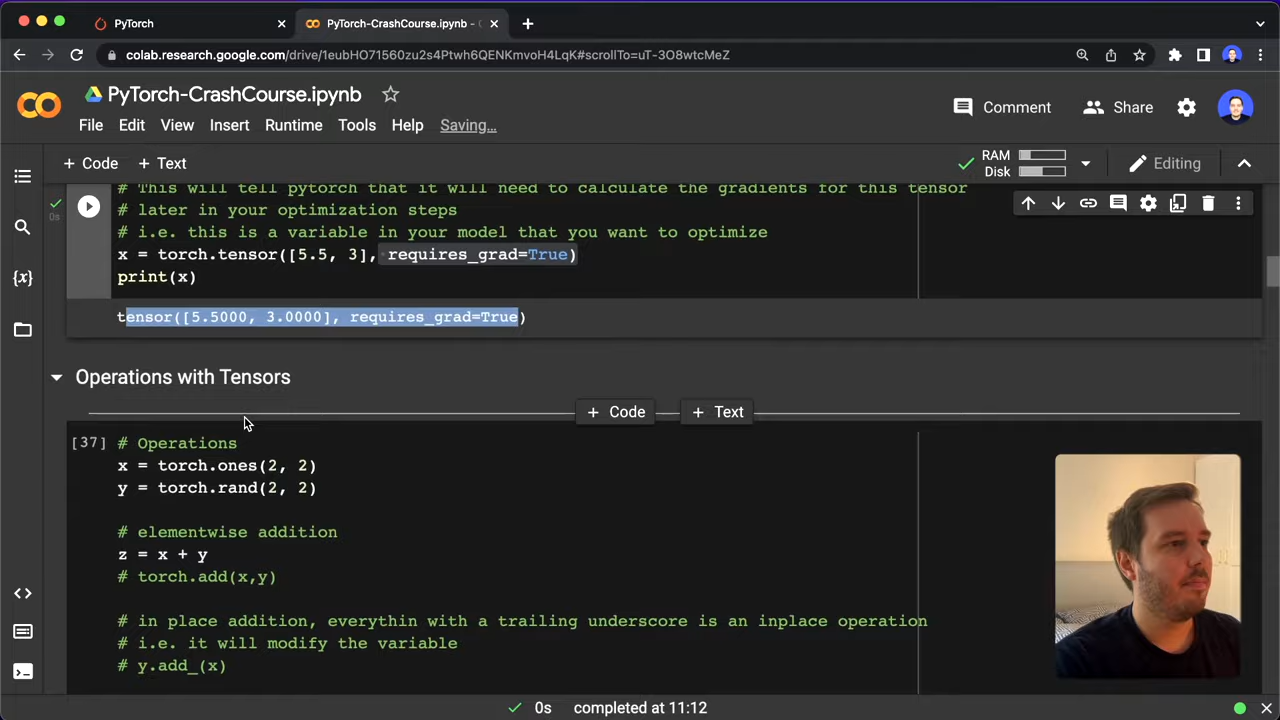 PyTorch
PyTorch-CrashCourse.ipynb - 
colab.research.google.com/drive/1eubHO71560zu2s4Ptwh6QENKmvoH4LqK#scrollTo=uT-3O8wtcMeZ
PyTorch-CrashCourse.ipynb
Comment
Share
File Edit View Insert Runtime Tools Help Saving…
+ Code + Text
RAM
Disk
Editing
# This will tell pytorch that it will need to calculate the gradients for this tensor
# later in your optimization steps
# i.e. this is a variable in your model that you want to optimize
x = torch.tensor([5.5, 3], requires_grad=True)
print(x)
0s
tensor([5.5000, 3.0000], requires_grad=True)
Operations with Tensors
+ Code + Text
[37] # Operations
x = torch.ones(2, 2)
y = torch.rand(2, 2)
# elementwise addition
z = x + y
# torch.add(x,y)
# in place addition, everythin with a trailing underscore is an inplace operation
# i.e. it will modify the variable
# y.add_(x)
0s completed at 11:12